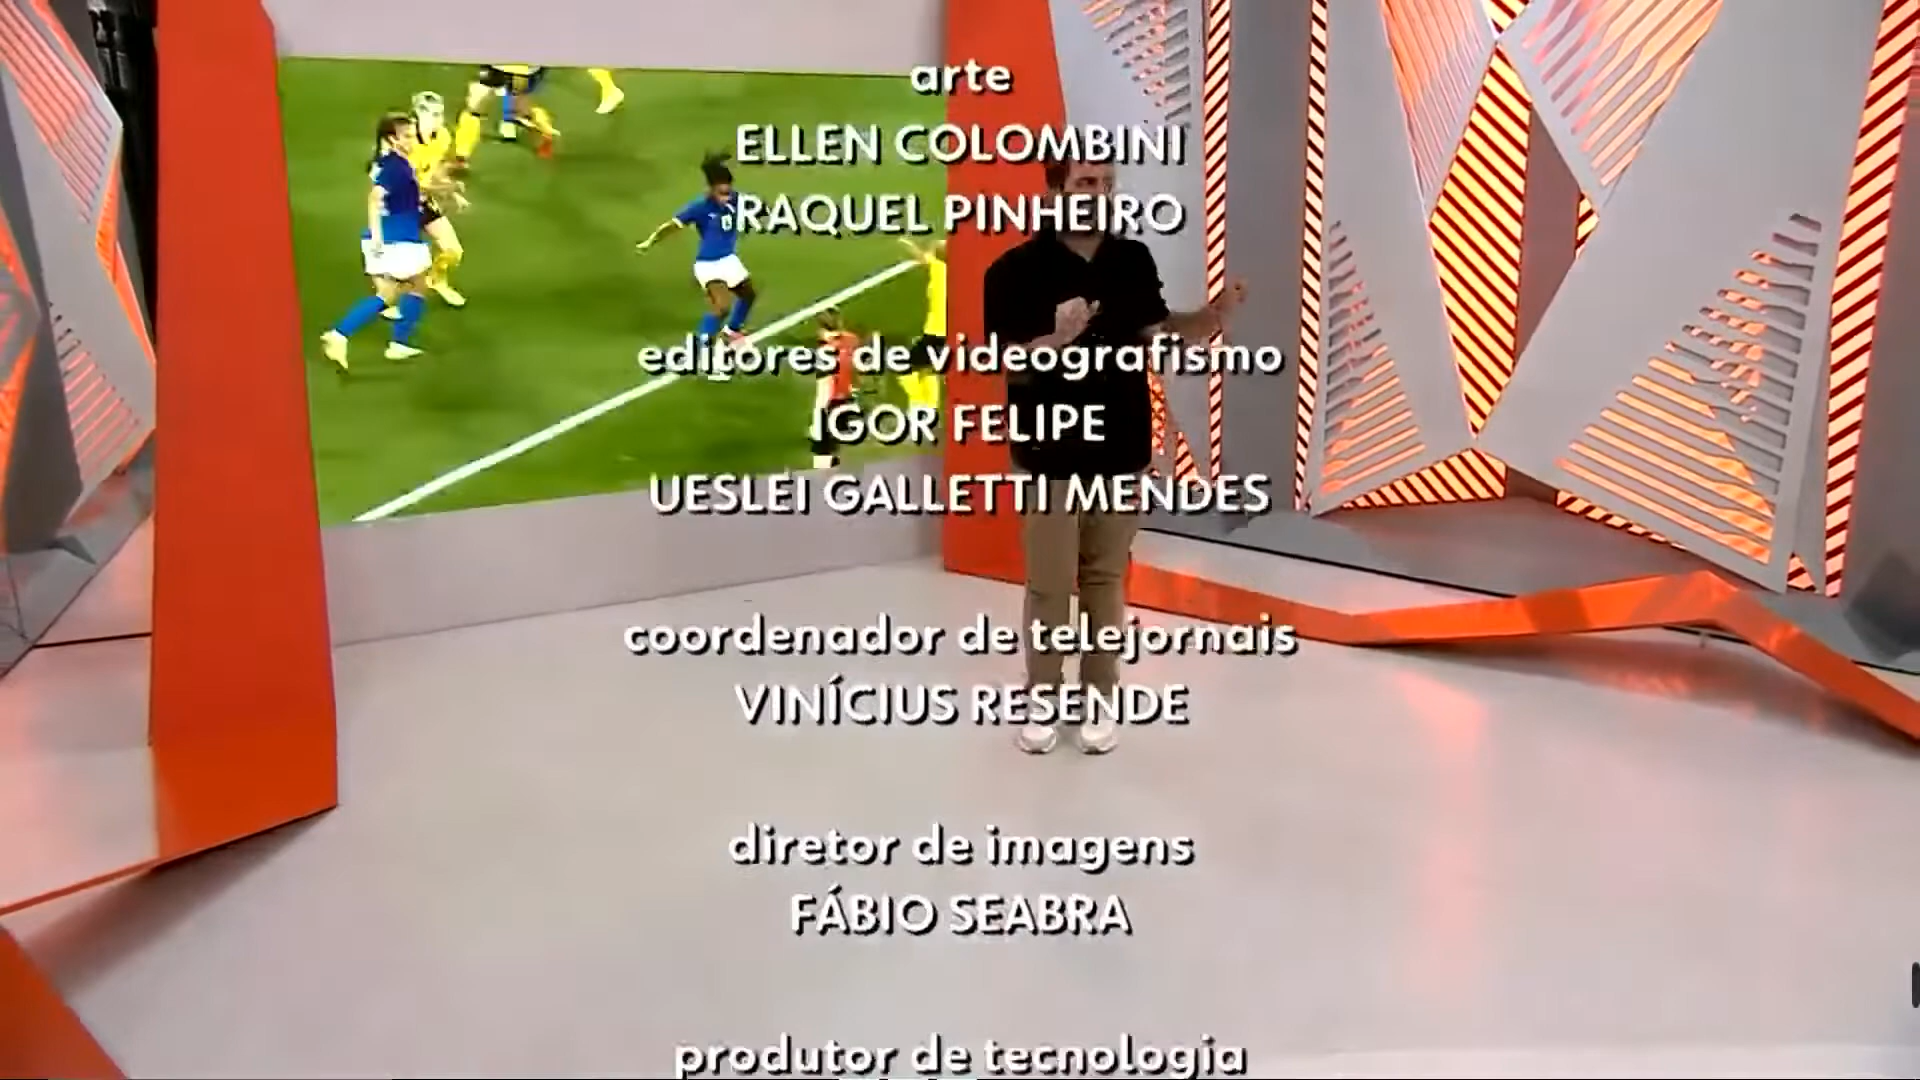 arte
ELLEN COLOMBINI
RAQUEL PINHEIRO
editores de videografismo
IGOR FELIPE
UESLEI GALLETTI MENDES
coordenador de telejornais
VINÍCIUS RESENDE
diretor de imagens
FÁBIO SEABRA
produtor de tecnologia